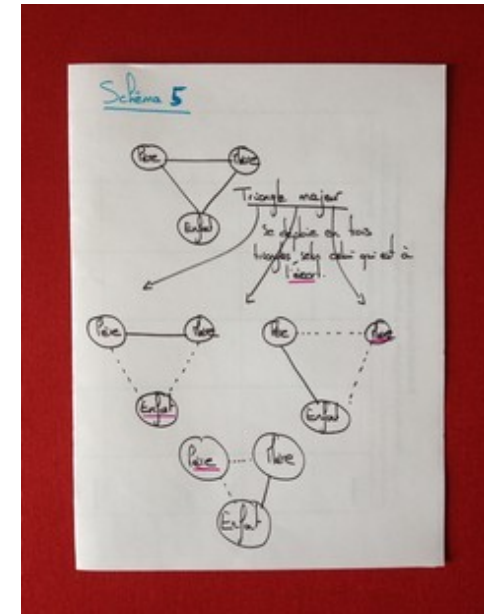 Schéma 5
Père Mère
Enfant
Triangle majeur
Se déploie en trois
triangles selon celui qui est à
l'écart.
Père Mère
Enfant
Père Mère
Enfant
Père Mère
Enfant